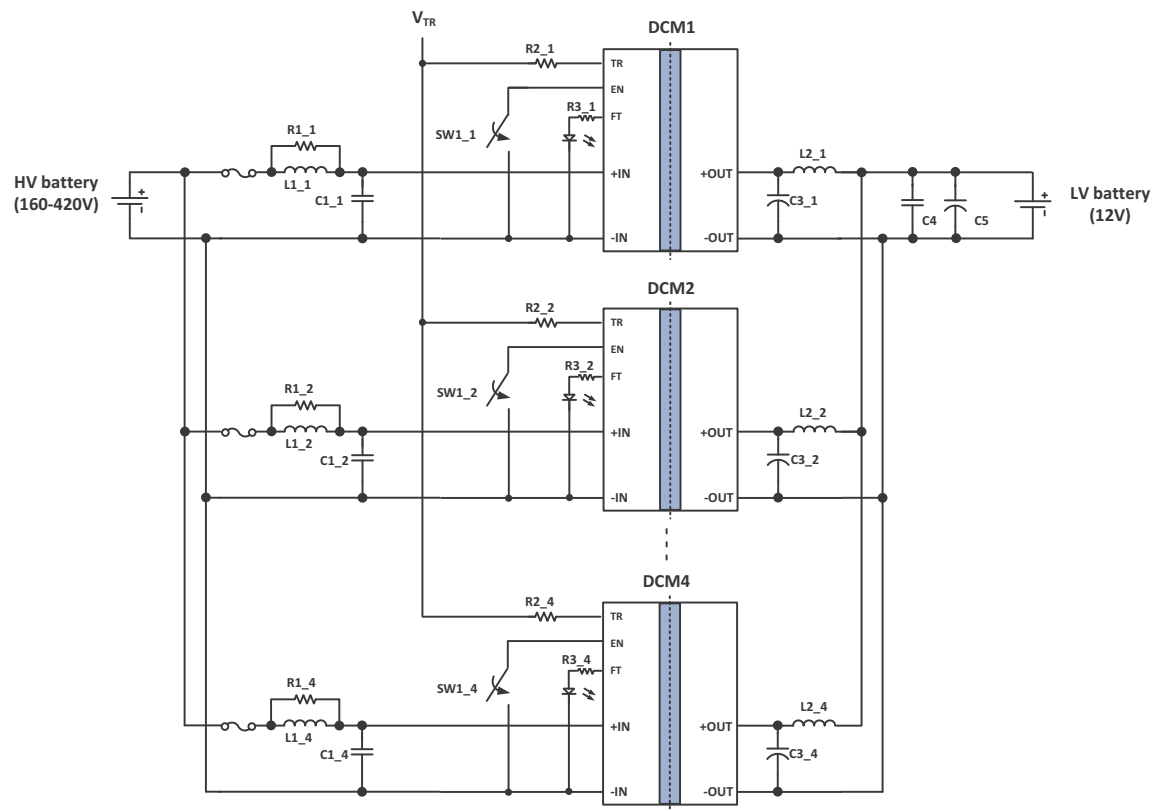 VTR
DCM1
R2_1
TR
EN
R3_1
FT
SW1_1
R1_1
L1_1
C1_1
+IN
-IN
+OUT
-OUT
L2_1
C3_1
C4
C5
HV battery
(160-420V)
+
LV battery
(12V)
+
DCM2
R2_2
TR
EN
R3_2
FT
SW1_2
R1_2
L1_2
C1_2
+IN
-IN
+OUT
-OUT
L2_2
C3_2
DCM4
R2_4
TR
EN
R3_4
FT
SW1_4
R1_4
L1_4
C1_4
+IN
-IN
+OUT
-OUT
L2_4
C3_4